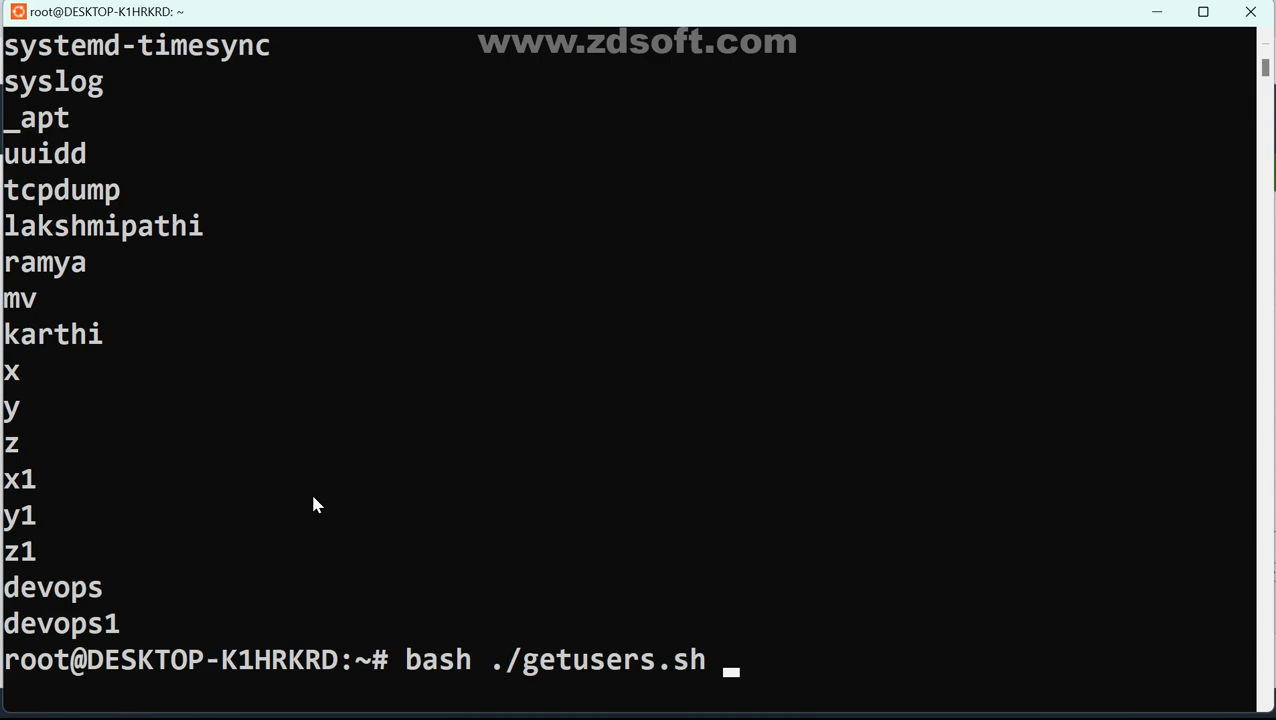 root@DESKTOP-K1HRKRD: ~
www.zdsoft.com
systemd-timesync
syslog
_apt
uuidd
tcpdump
lakshmipathi
ramya
mv
karthi
x
y
z
x1
y1
z1
devops
devops1
root@DESKTOP-K1HRKRD:~# bash ./getusers.sh